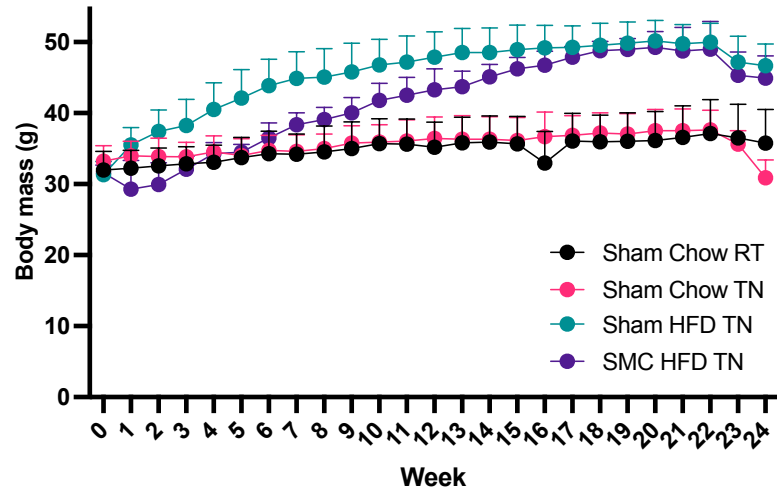 Body mass (g)
50
40
30
20
10
0
Sham Chow RT
Sham Chow TN
Sham HFD TN
SMC HFD TN
0 1 2 3 4 5 6 7 8 9 10 11 12 13 14 15 16 17 18 19 20 21 22 23 24
Week